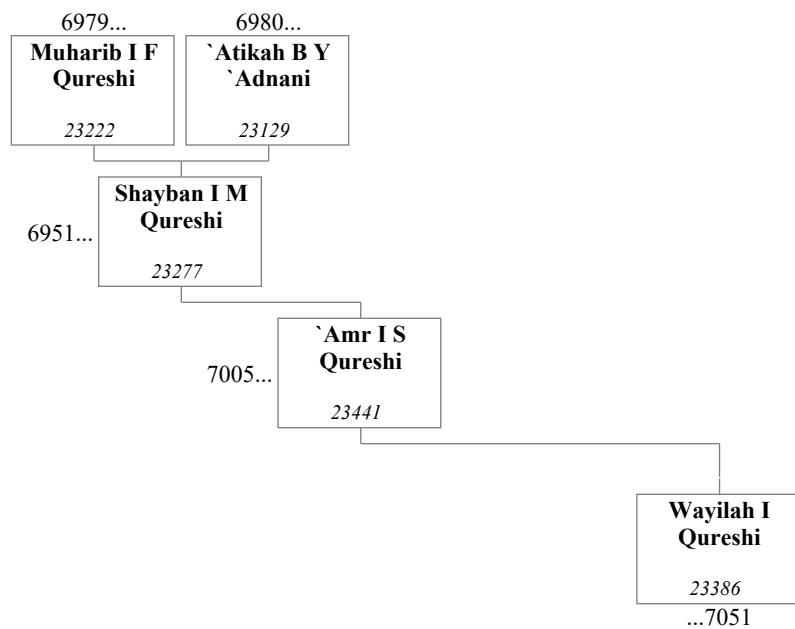 6979...
6980...
Muharib I F
Qureshi
23222
`Atikah B Y
`Adnani
23129
Shayban I M
Qureshi
23277
6951...
`Amr I S
Qureshi
23441
7005...
Wayilah I
Qureshi
23386
...7051